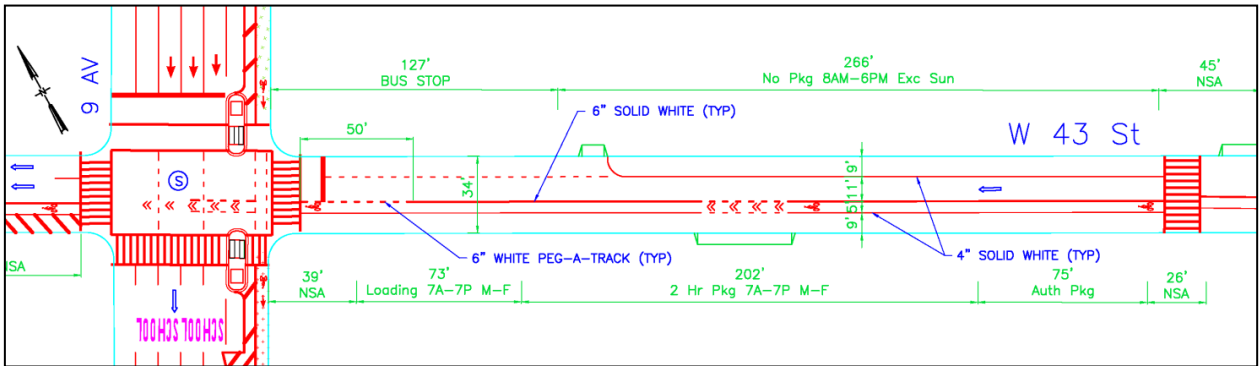 9 AV
127'
BUS STOP
266'
No Pkg 8AM-6PM Exc Sun
45'
NSA
6" SOLID WHITE (TYP)
W 43 St
50'
34'
9'
11'
5'
9'
S
6" WHITE PEG-A-TRACK (TYP)
4" SOLID WHITE (TYP)
NSA
39'
NSA
73'
Loading 7A-7P M-F
202'
2 Hr Pkg 7A-7P M-F
75'
Auth Pkg
26'
NSA
SCHOOL SCHOOL